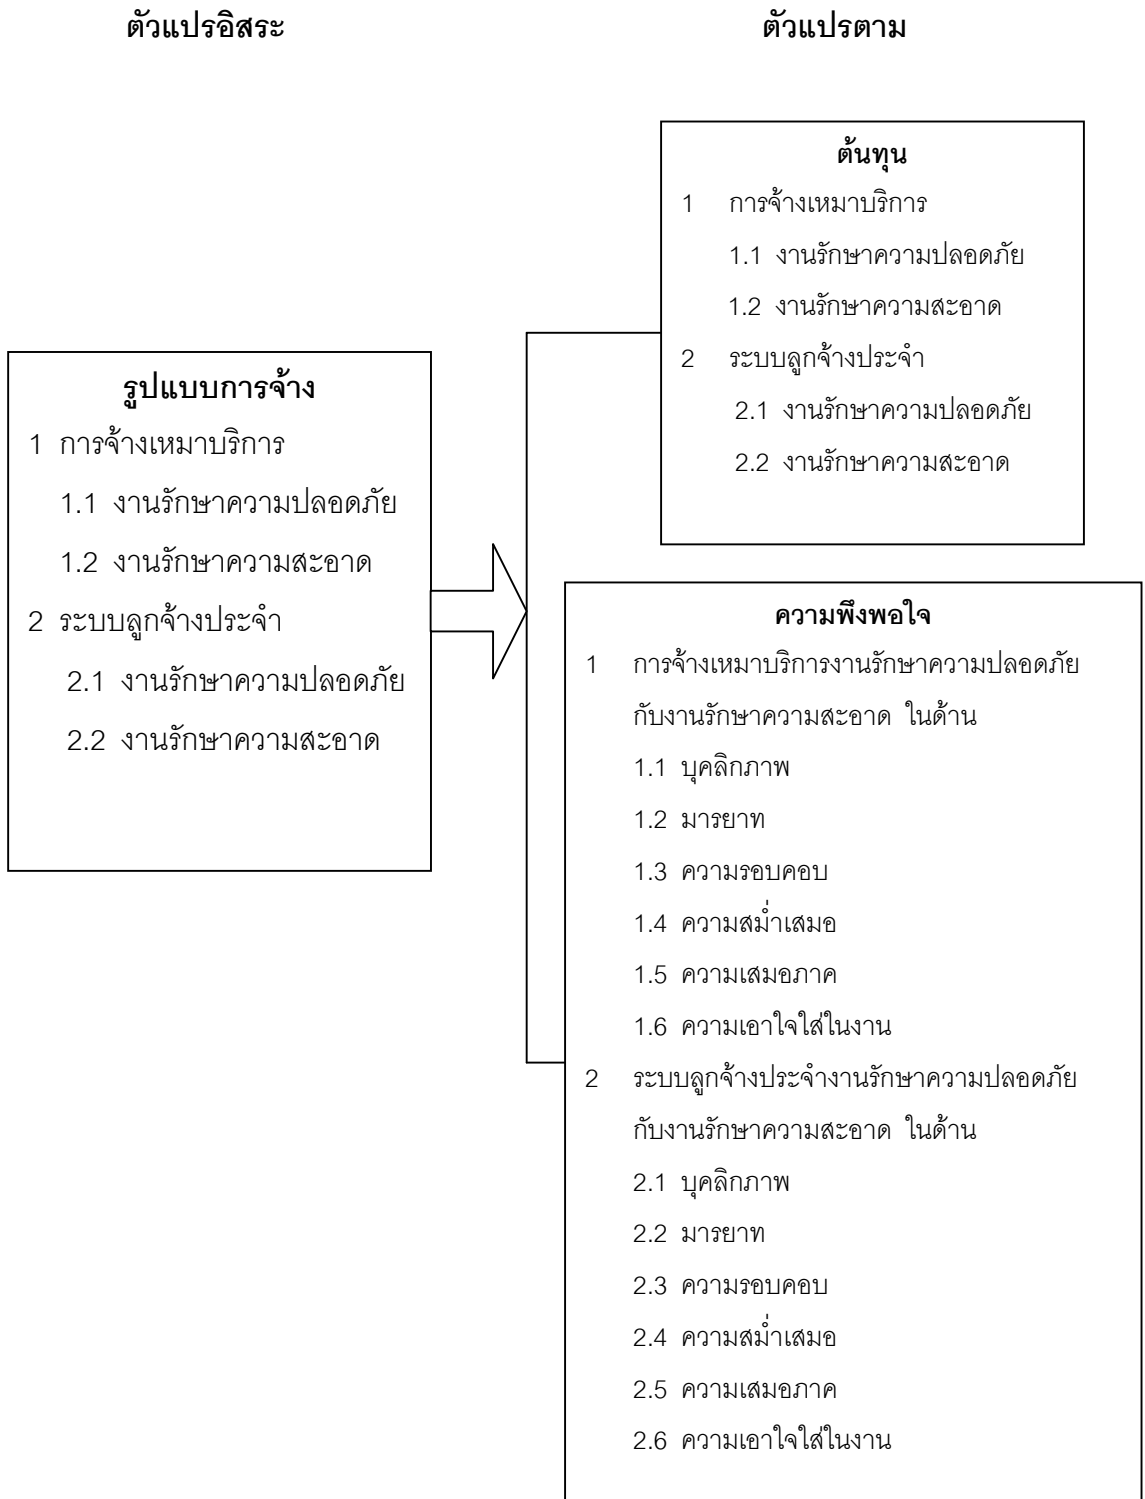 ตัวแปรอิสระ
ตัวแปรตาม
รูปแบบการจ้าง
1 การจ้างเหมาบริการ
1.1 งานรักษาความปลอดภัย
1.2 งานรักษาความสะอาด
2 ระบบลูกจ้างประจำ
2.1 งานรักษาความปลอดภัย
2.2 งานรักษาความสะอาด
ต้นทุน
1 การจ้างเหมาบริการ
1.1 งานรักษาความปลอดภัย
1.2 งานรักษาความสะอาด
2 ระบบลูกจ้างประจำ
2.1 งานรักษาความปลอดภัย
2.2 งานรักษาความสะอาด
ความพึงพอใจ
1 การจ้างเหมาบริการงานรักษาความปลอดภัย
กับงานรักษาความสะอาด ในด้าน
1.1 บุคลิกภาพ
1.2 มารยาท
1.3 ความรอบคอบ
1.4 ความสม่ำเสมอ
1.5 ความเสมอภาค
1.6 ความเอาใจใส่ในงาน
2 ระบบลูกจ้างประจำงานรักษาความปลอดภัย
กับงานรักษาความสะอาด ในด้าน
2.1 บุคลิกภาพ
2.2 มารยาท
2.3 ความรอบคอบ
2.4 ความสม่ำเสมอ
2.5 ความเสมอภาค
2.6 ความเอาใจใส่ในงาน